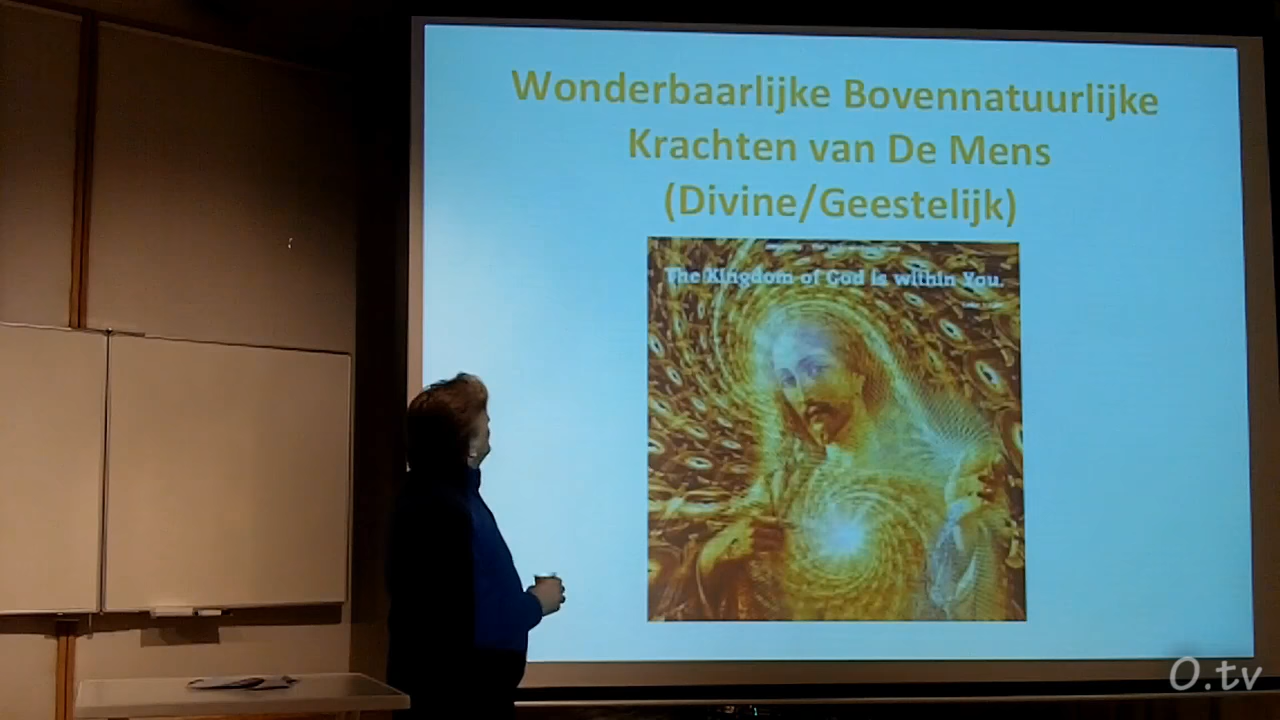 Wonderbaarlijke Bovennatuurlijke
Krachten van De Mens
(Divine/Geestelijk)
The Kingdom of God is within You.
O.tv